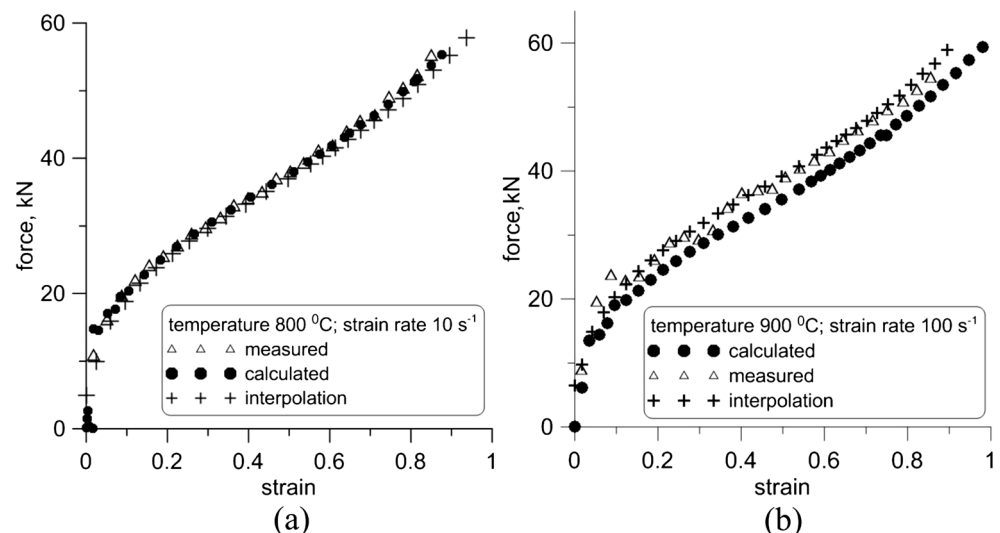 60
40
20
0
force, kN
temperature 800 ⁰C; strain rate 10 s⁻¹
measured
calculated
interpolation
0 0.2 0.4 0.6 0.8 1
strain
(a)
60
40
20
0
force,kN
temperature 900 ⁰C; strain rate 100 s⁻¹
calculated
measured
interpolation
0 0.2 0.4 0.6 0.8 1
strain
(b)